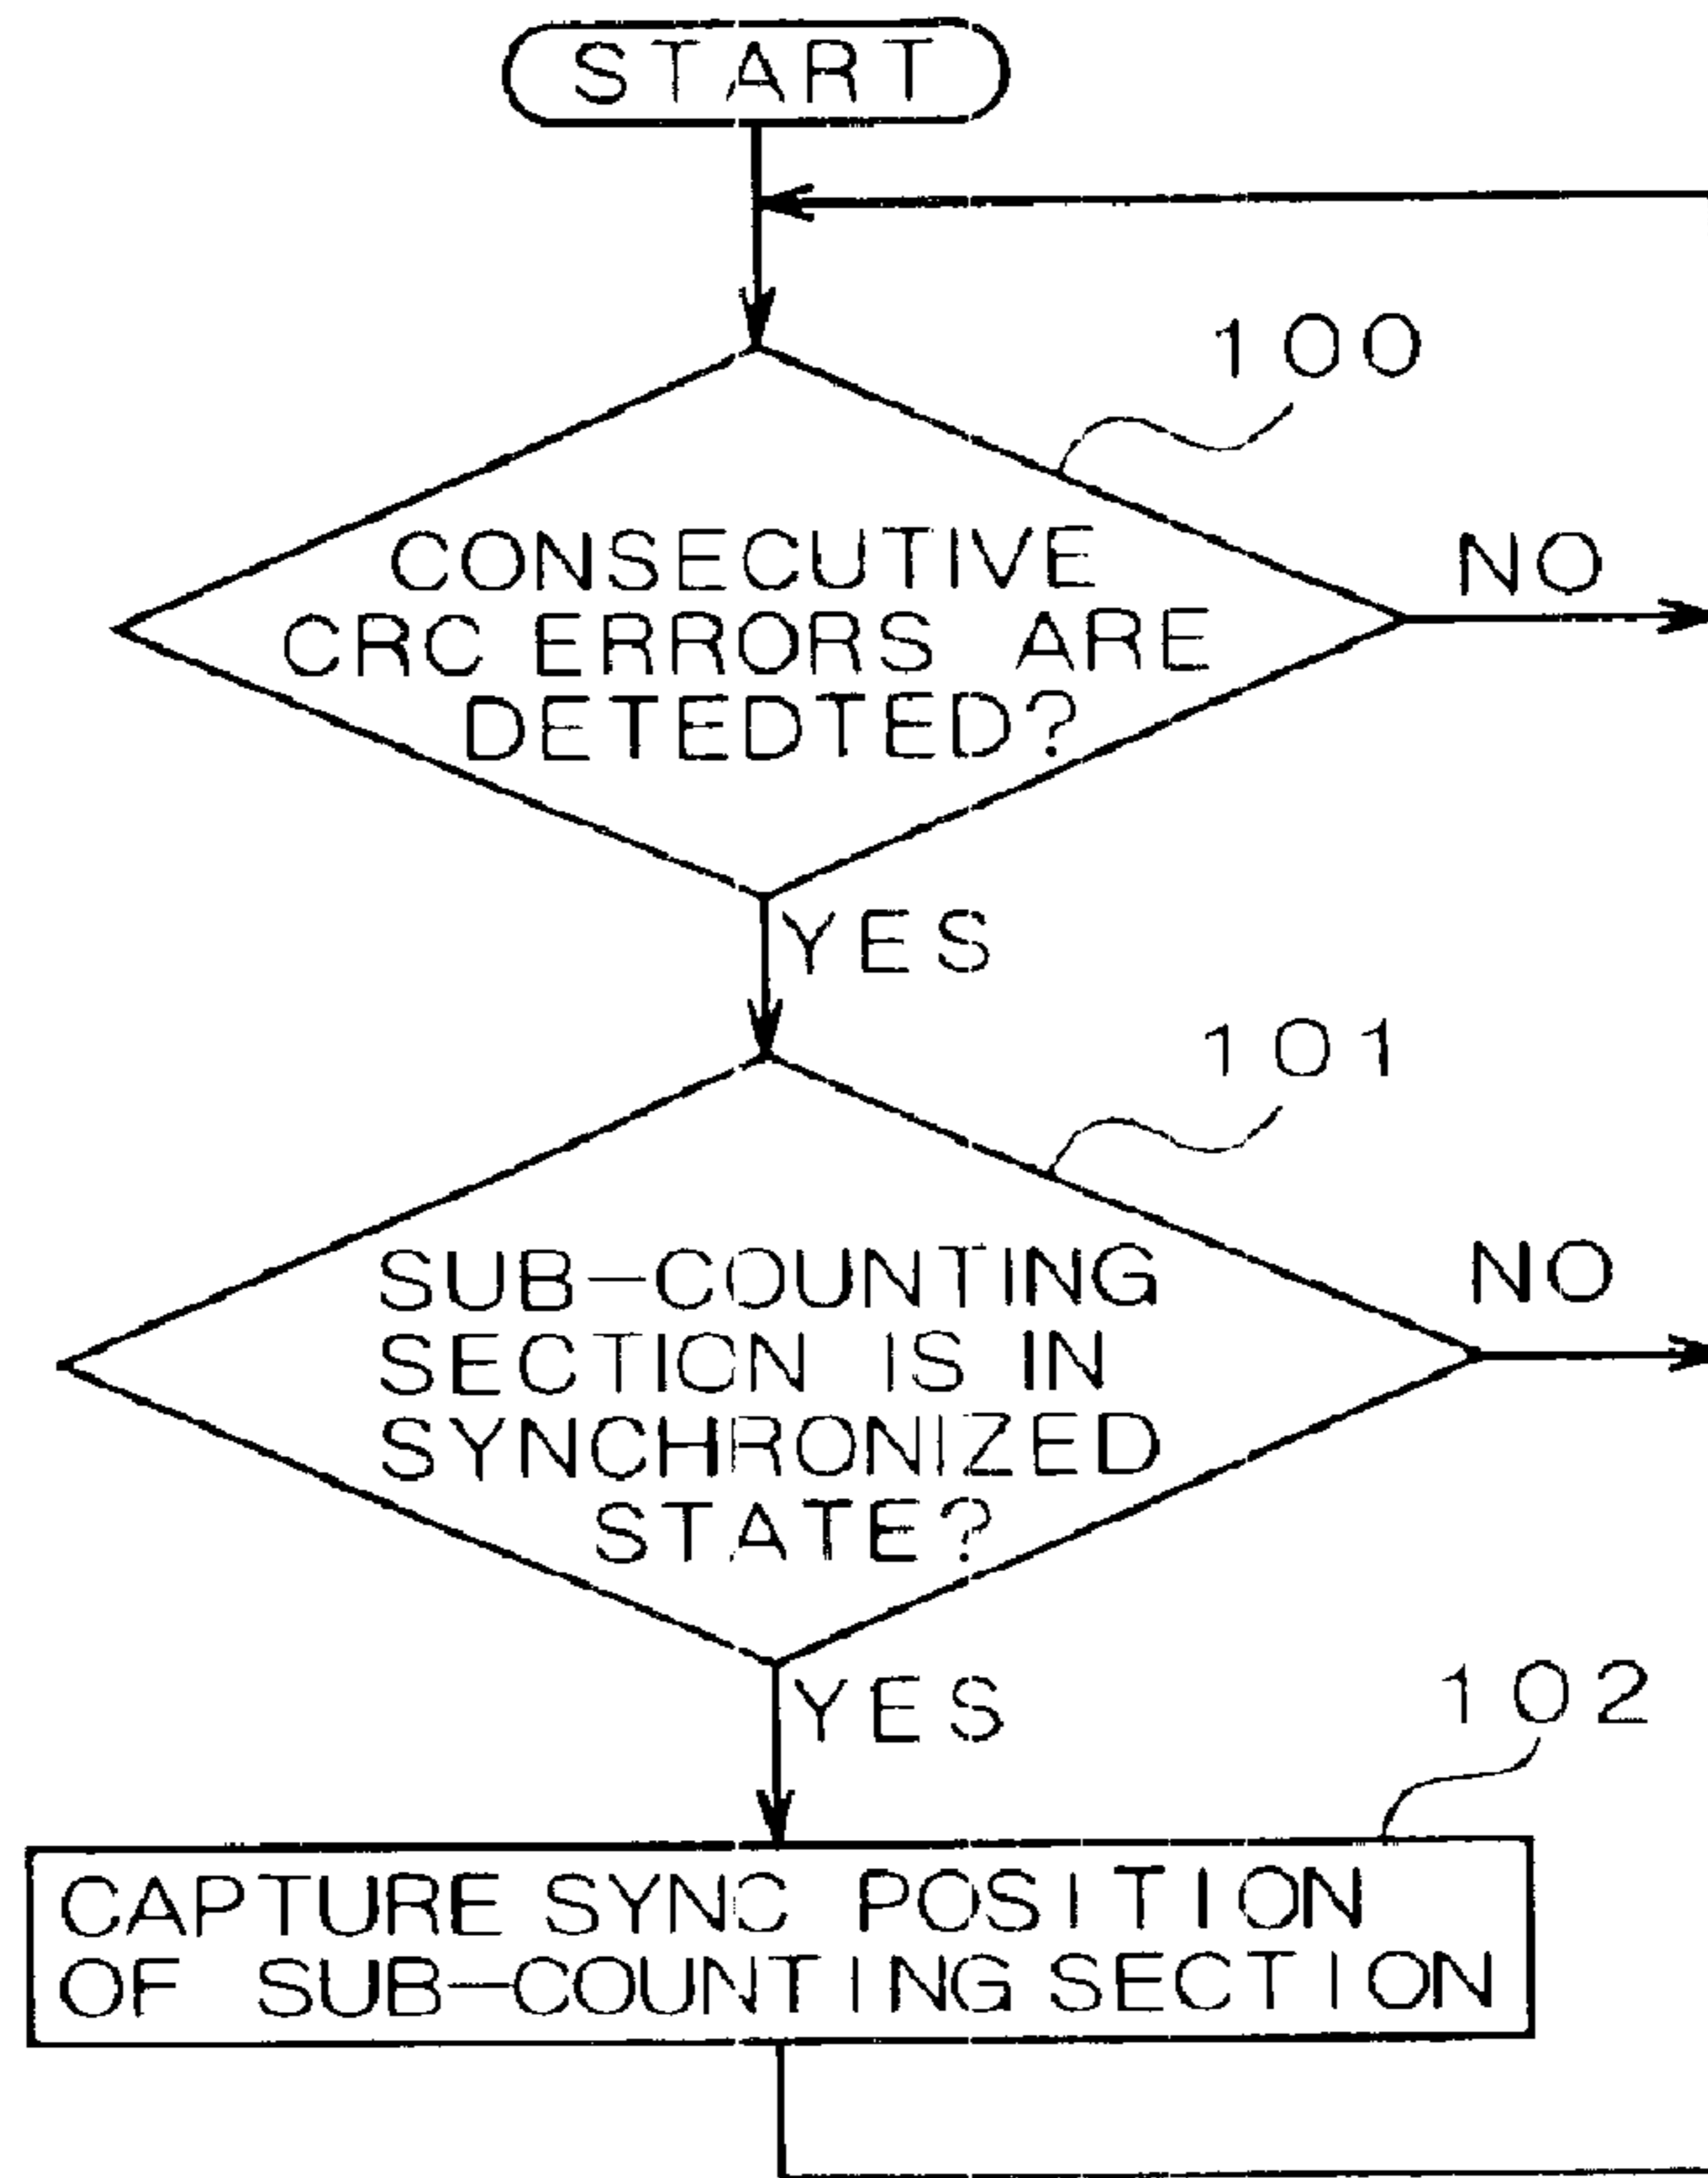 START
100
CONSECUTIVE
CRC ERRORS ARE
DETEDTED?
NO
YES
101
SUB-COUNTING
SECTION IS IN
SYNCHRONIZED
STATE?
NO
YES
102
CAPTURE SYNC POSITION
OF SUB-COUNTING SECTION